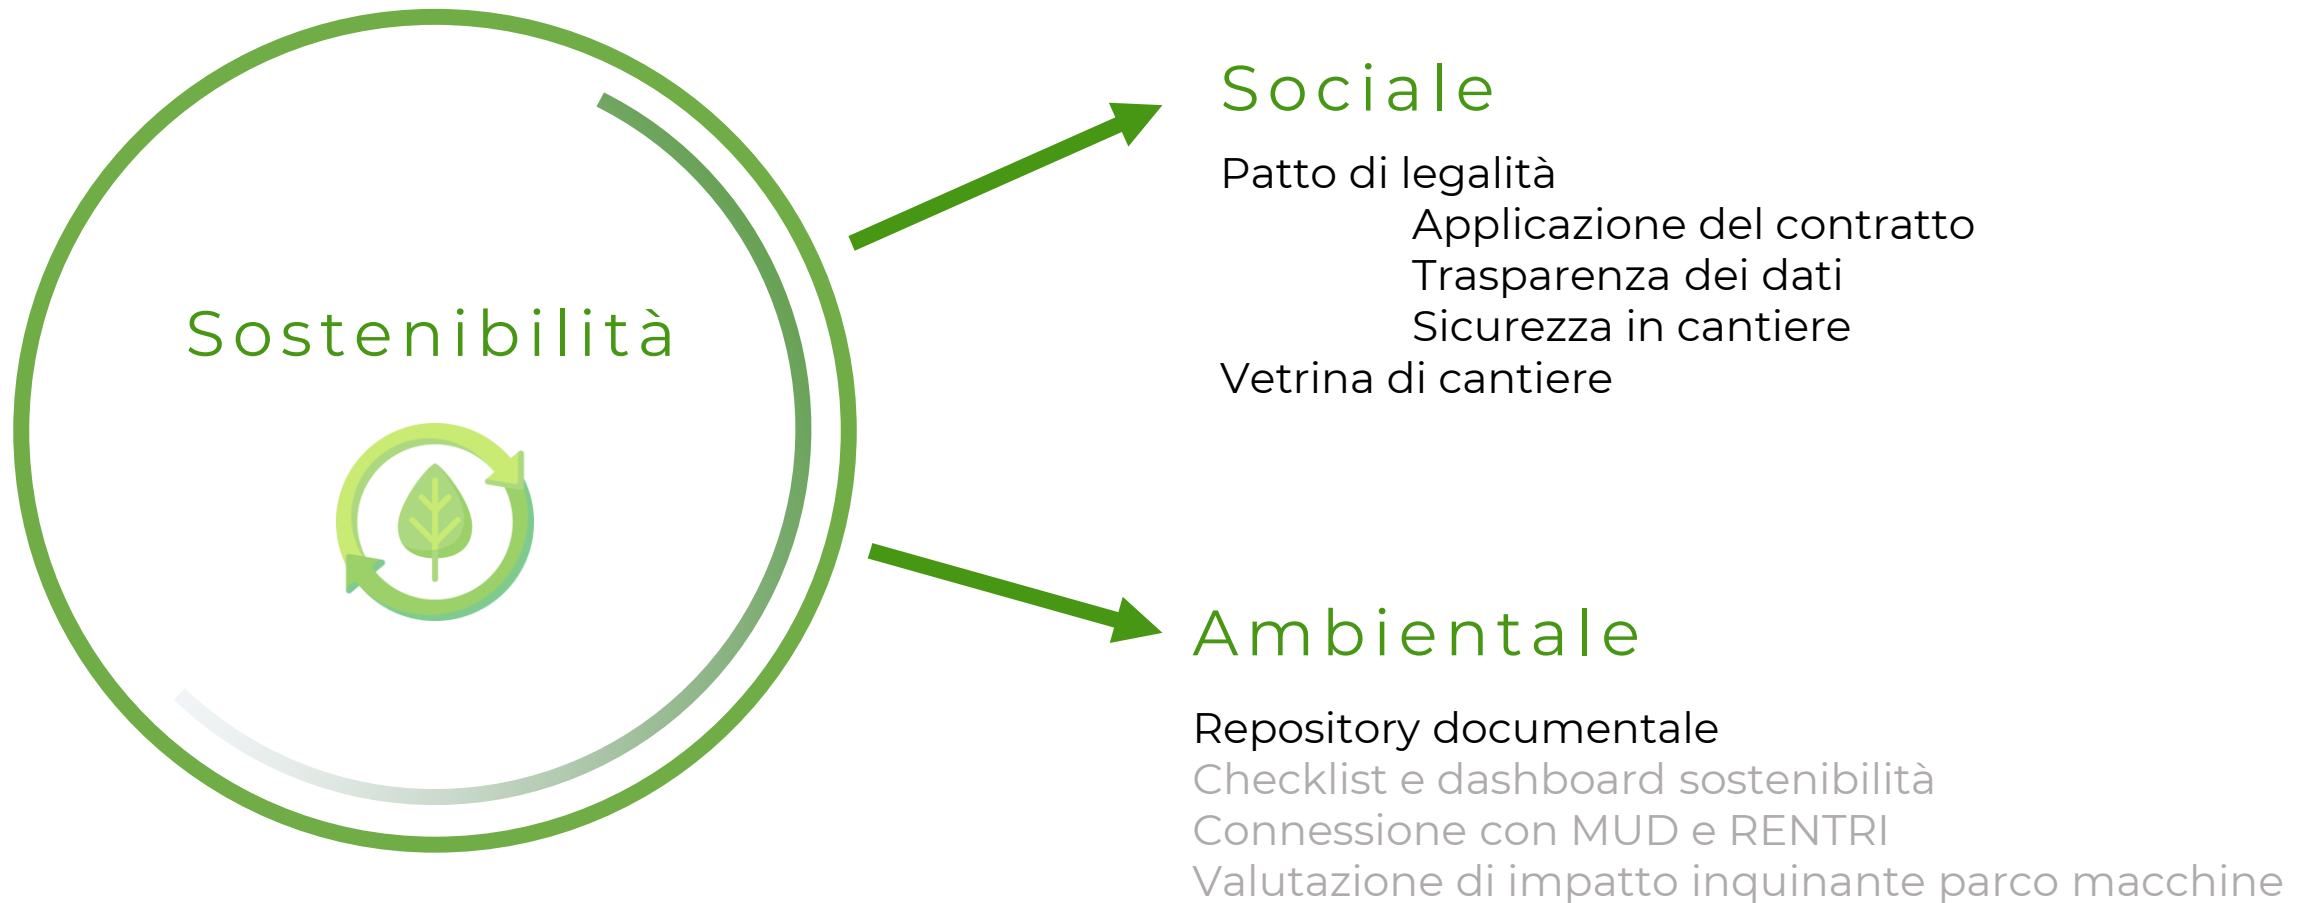 Sostenibilità
Sociale
Patto di legalità
Applicazione del contratto
Trasparenza dei dati
Sicurezza in cantiere
Vetrina di cantiere
Ambientale
Repository documentale
Checklist e dashboard sostenibilità
Connessione con MUD e RENTRI
Valutazione di impatto inquinante parco macchine